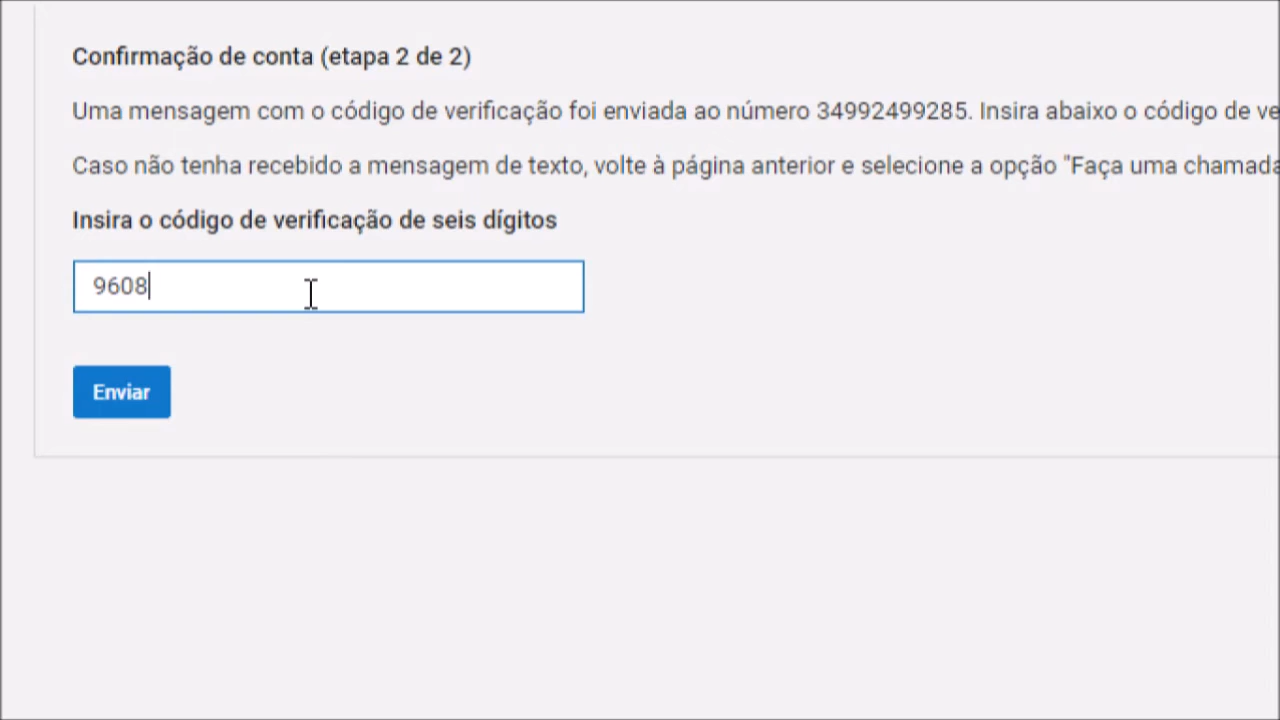 Confirmação de conta (etapa 2 de 2)
Uma mensagem com o código de verificação foi enviada ao número 34992499285. Insira abaixo o código de ve
Caso não tenha recebido a mensagem de texto, volte à página anterior e selecione a opção "Faça uma chamada
Insira o código de verificação de seis dígitos
9608
Enviar